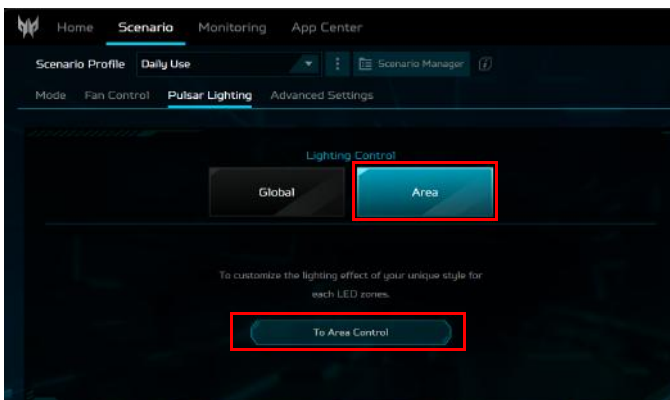 Home Scenario Monitoring App Center
Scenario Profile Daily Use Scenario Manager i
Mode Fan Control Pulsar Lighting Advanced Settings
Lighting Control
Global Area
To customize the lighting effect of your unique style for
each LED zones.
To Area Control